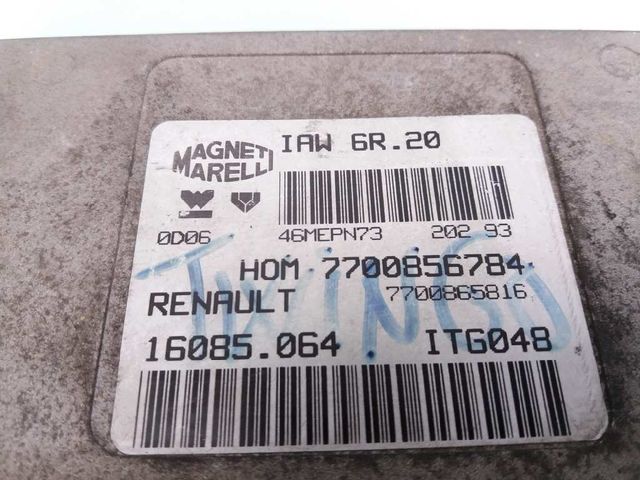 MAGNETI MARELLI
IAW 6R.20
0D06
46MEPN73 202 93
HOM 7700856784
RENAULT 7700865816
TWINGO
16085.064 ITG048